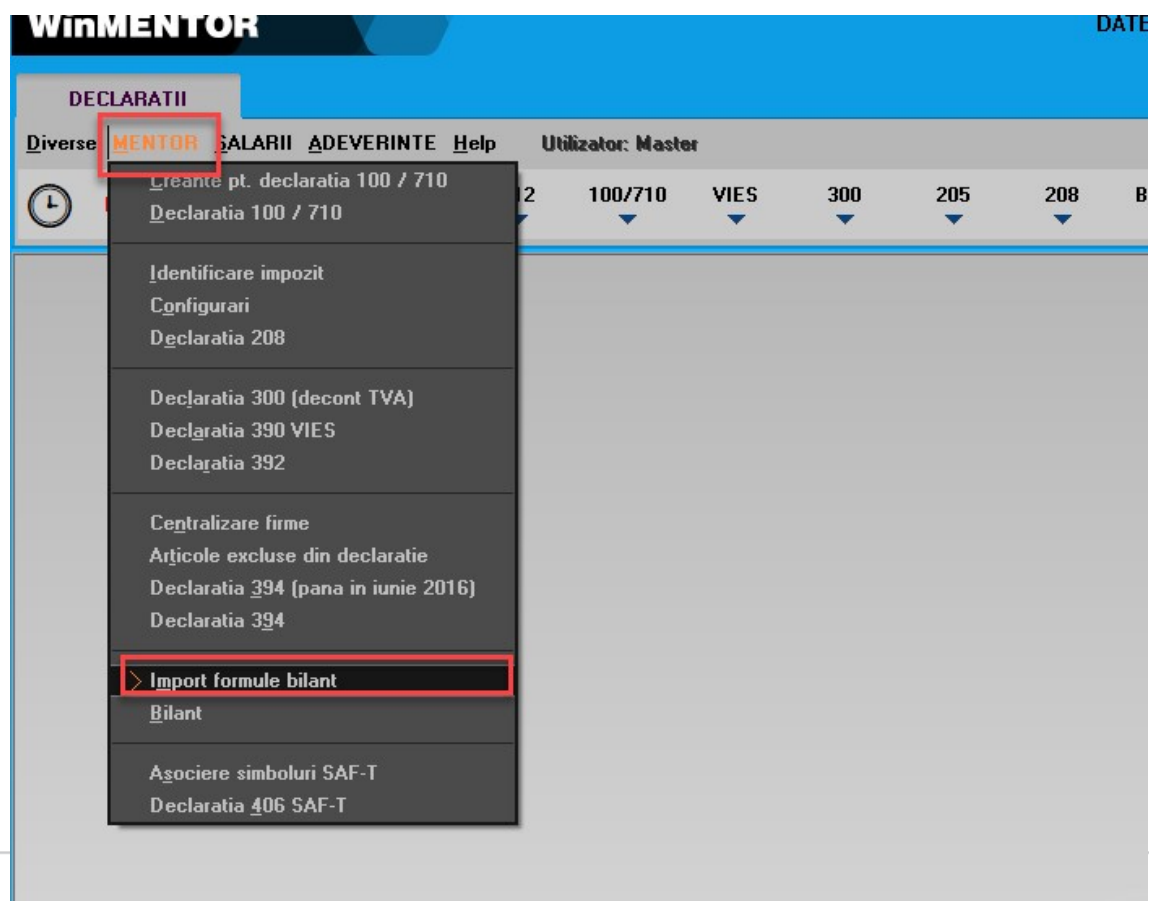 WinMENTOR
DATE
DECLARATII
Diverse MENTOR SALARII ADEVERINTE Help Utilizator: Master
12 100/710 VIES 300 205 208 B
Creante pt. declaratia 100 / 710
Declaratia 100 / 710
Identificare impozit
Configurari
Declaratia 208
Declaratia 300 (decont TVA)
Declaratia 390 VIES
Declaratia 392
Centralizare firme
Articole excluse din declaratie
Declaratia 394 (pana in iunie 2016)
Declaratia 394
Import formule bilant
Bilant
Asociere simboluri SAF-T
Declaratia 406 SAF-T